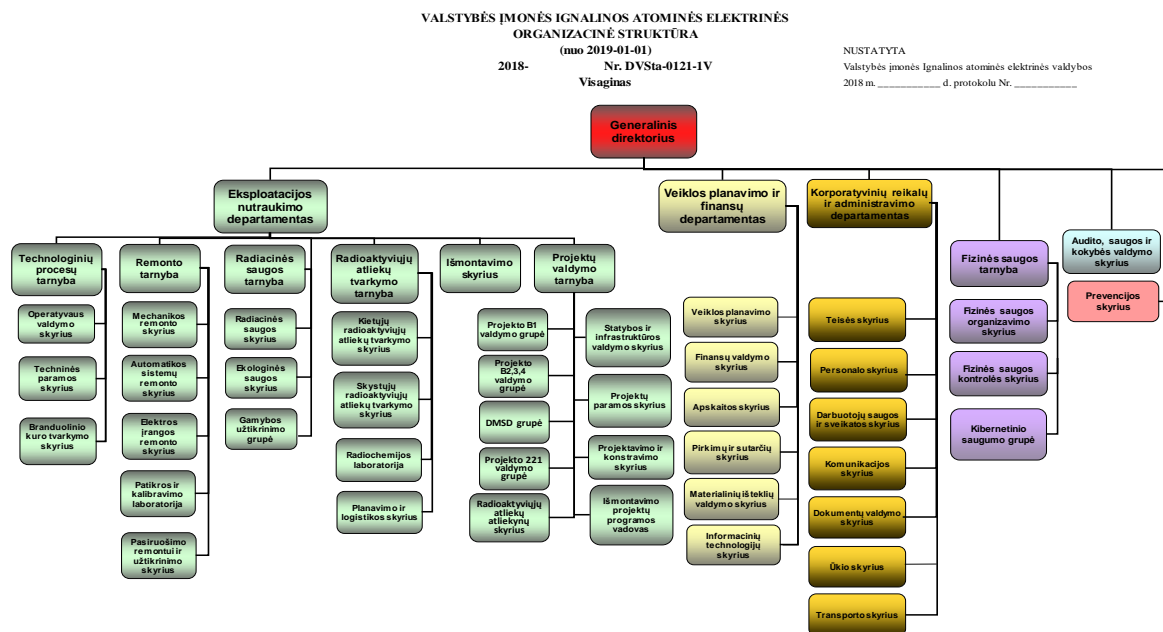 VALSTYBĖS ĮMONĖS IGNALINOS ATOMINĖS ELEKTRINĖS
ORGANIZACINĖ STRUKTŪRA
(nuo 2019-01-01)
2018- Nr. DVSta-0121-1V
Visaginas
NUSTATYTA
Valstybės įmonės Ignalinos atominės elektrinės valdybos
2018 m. ___________ d. protokolu Nr. ___________
Generalinis
direktorius
Eksploatacijos
nutraukimo
departamentas
Veiklos planavimo ir
finansų
departamentas
Korporatyvinių reikalų
ir administravimo
departamentas
Technologinių
procesų
tarnyba
Operatyvaus
valdymo
skyrius
Techninės
paramos
skyrius
Branduolinio
kuro tvarkymo
skyrius
Remonto
tarnyba
Mechanikos
remonto
skyrius
Automatikos
sistemų
remonto
skyrius
Elektros
įrangos
remonto
skyrius
Patikros ir
kalibravimo
laboratorija
Pasiruošimo
remontui ir
užtikrinimo
skyrius
Radiacinės
saugos
tarnyba
Radiacinės
saugos
skyrius
Ekologinės
saugos
skyrius
Gamybos
užtikrinimo
grupė
Radioaktyviųjų
atliekų
tvarkymo
tarnyba
Kietųjų
radioaktyviųjų
atliekų tvarkymo
skyrius
Skystųjų
radioaktyviųjų
atliekų tvarkymo
skyrius
Radiochemijos
laboratorija
Planavimo ir
logistikos skyrius
Išmontavimo
skyrius
Projektų
valdymo
tarnyba
Projekto B1
valdymo grupė
Projekto
B2,3,4
valdymo
grupė
DMSD grupė
Projekto 221
valdymo
grupė
Radioaktyviųjų
atliekų
atliekynų
skyrius
Statybos ir
infrastruktūros
valdymo skyrius
Projektų
paramos skyrius
Projektavimo ir
konstravimo
skyrius
Išmontavimo
projektų
programos
vadovas
Veiklos planavimo
skyrius
Finansų valdymo
skyrius
Apskaitos skyrius
Pirkimų ir sutarčių
skyrius
Materialinių išteklių
valdymo skyrius
Informacinių
technologijų
skyrius
Teisės skyrius
Personalo skyrius
Darbuotojų saugos
ir sveikatos skyrius
Komunikacijos
skyrius
Dokumentų valdymo
skyrius
Ūkio skyrius
Transporto skyrius
Fizinės saugos
tarnyba
Fizinės saugos
organizavimo
skyrius
Fizinės saugos
kontrolės skyrius
Kibernetinio
saugumo grupė
Audito, saugos ir
kokybės valdymo
skyrius
Prevencijos
skyrius